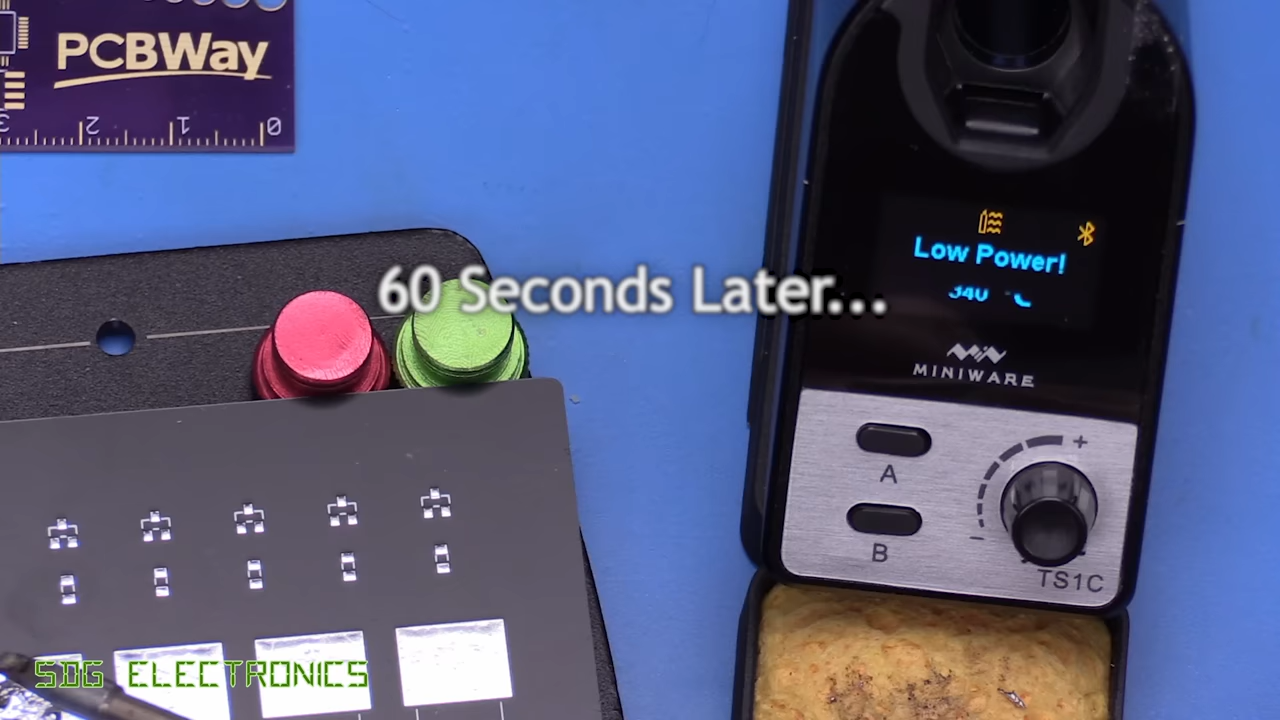 PCBWay
3 2 1 0
Low Power!
340 °C
60 Seconds Later...
MINIWARE
A
+
B
-
TS1C
SDG ELECTRONICS